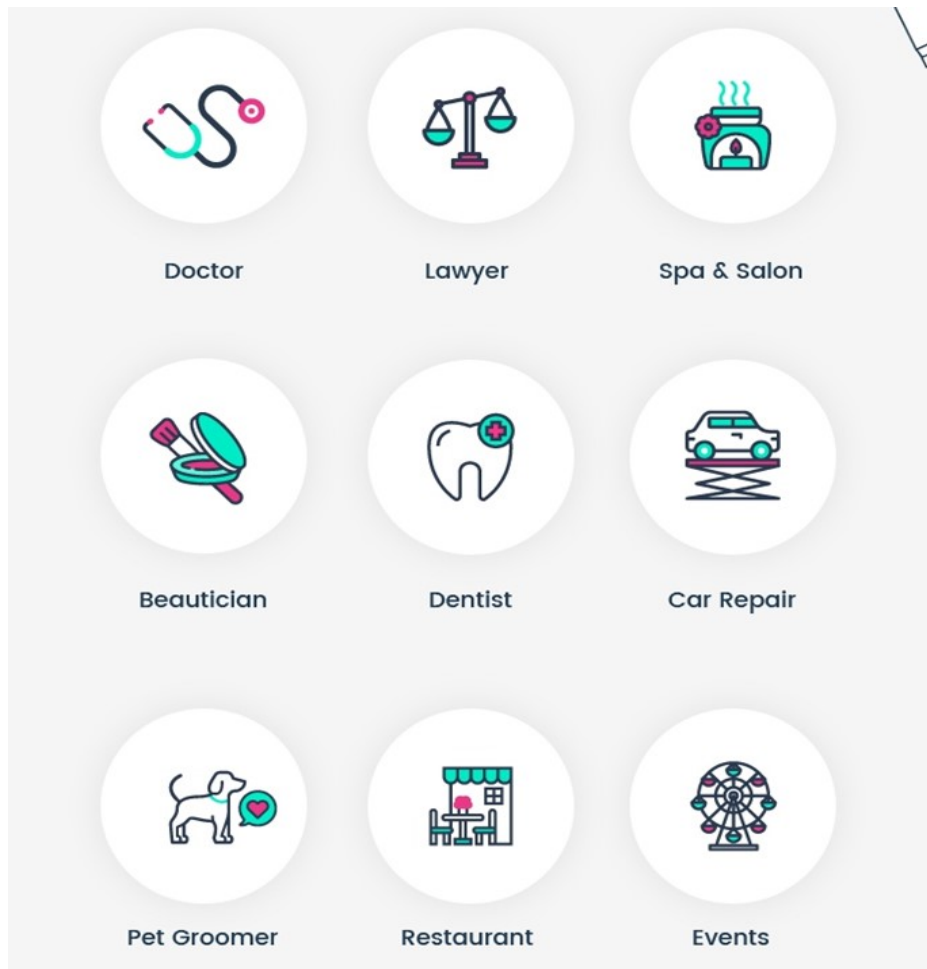 Doctor
Lawyer
Spa & Salon
Beautician
Dentist
Car Repair
Pet Groomer
Restaurant
Events